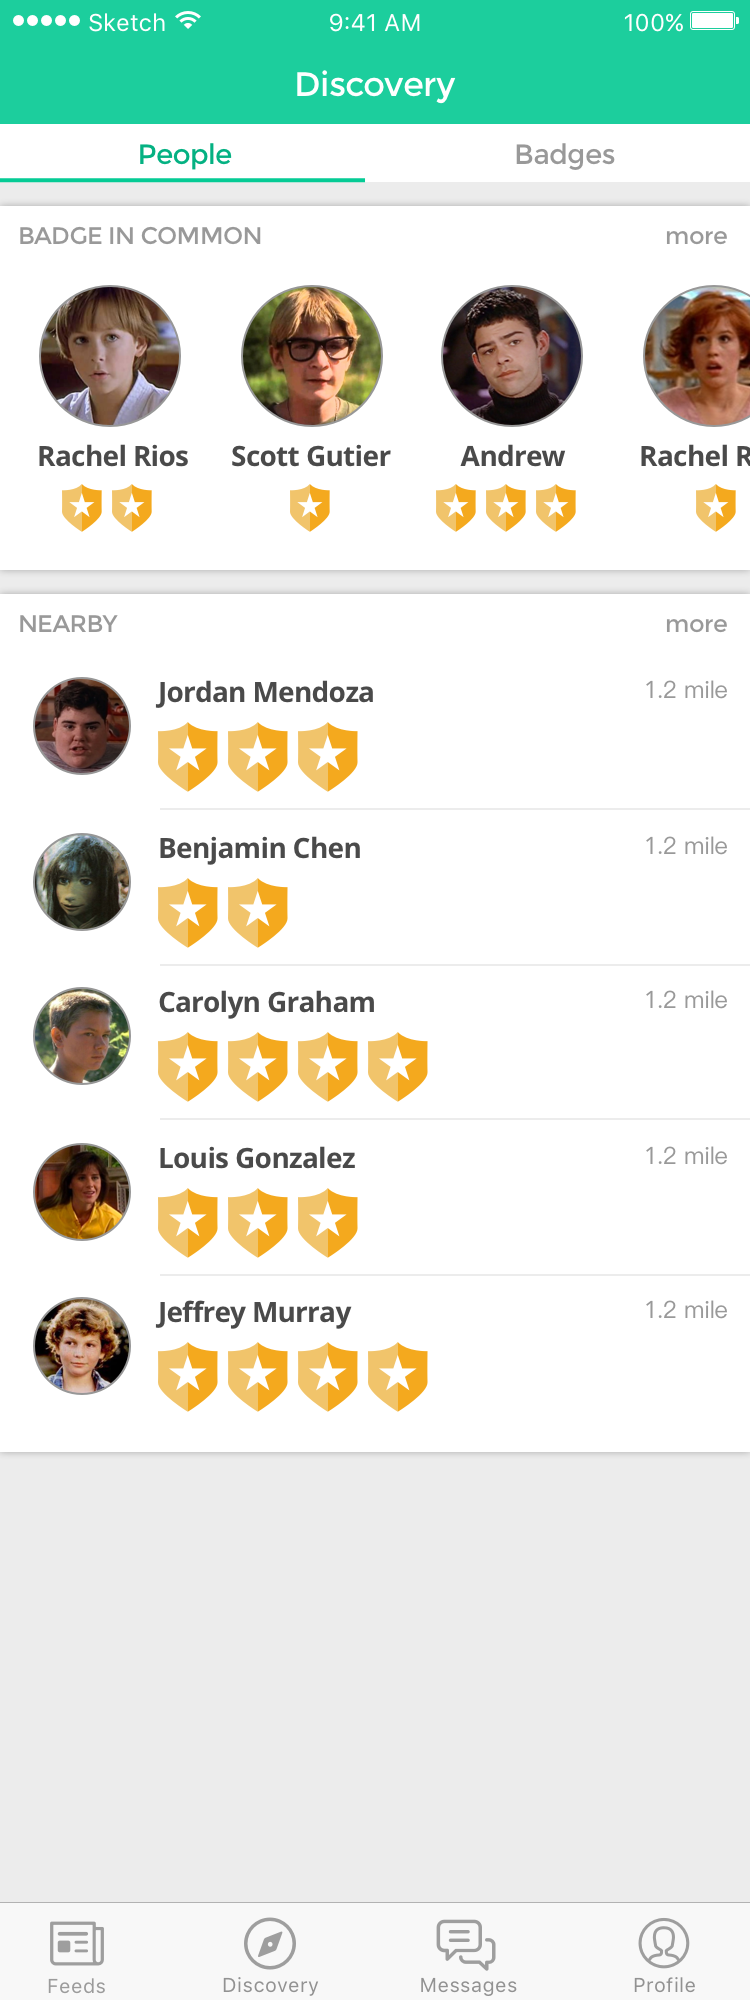 Sketch 9:41 AM 100%
Discovery
People Badges
BADGE IN COMMON more
Rachel Rios Scott Gutier Andrew Rachel R
NEARBY more
Jordan Mendoza 1.2 mile
Benjamin Chen 1.2 mile
Carolyn Graham 1.2 mile
Louis Gonzalez 1.2 mile
Jeffrey Murray 1.2 mile
Feeds Discovery Messages Profile